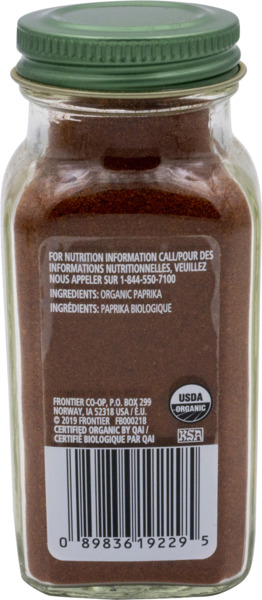 FOR NUTRITION INFORMATION CALL/POUR DES
INFORMATIONS NUTRITIONNELLES, VEUILLEZ
NOUS APPELER SUR 1-844-550-7100
INGREDIENTS: ORGANIC PAPRIKA
INGRÉDIENTS: PAPRIKA BIOLOGIQUE
USDA
ORGANIC
FRONTIER CO-OP, P.O. BOX 299
NORWAY, IA 52318 USA / É.U.
© 2019 FRONTIER FB000218
CERTIFIED ORGANIC BY QAI /
CERTIFIÉ BIOLOGIQUE PAR QAI
KSA
0 89836 19229 5